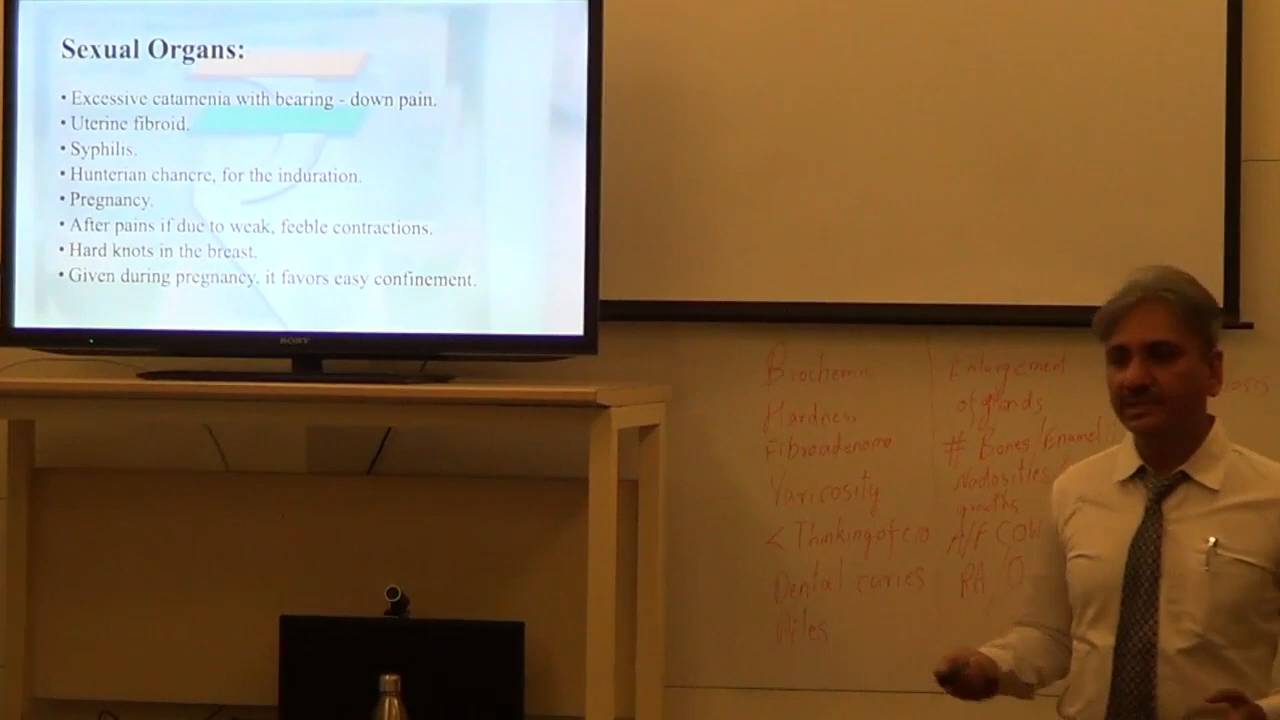 Sexual Organs:
• Excessive catamenia with bearing - down pain.
• Uterine fibroid.
• Syphilis.
• Hunterian chancre, for the induration.
• Pregnancy.
• After pains if due to weak, feeble contractions.
• Hard knots in the breast.
• Given during pregnancy, it favors easy confinement.
SONY
Biochemic
Hardness
Fibroadenoma
Varicosity
< Thinking of c/o
Dental caries
Piles
Enlargement
of glands
# Bones/Enamel
Nodosities
growths
A/F COW
RA/O